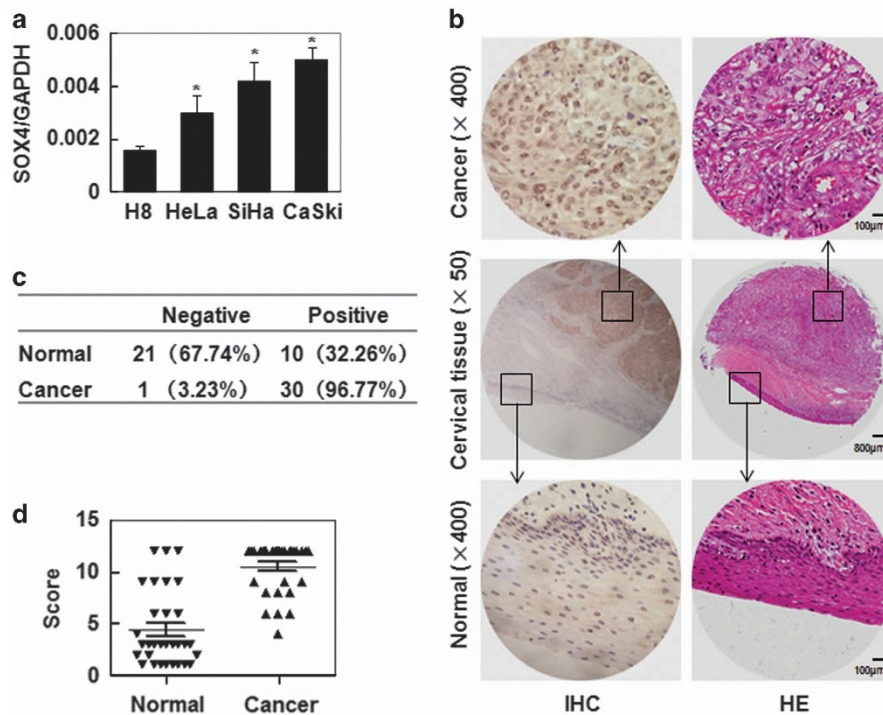 a
0.006
0.004
0.002
0
SOX4/GAPDH
*
*
*
H8 HeLa SiHa CaSki
b
Cancer (× 400)
100μm
Cervical tissue (× 50)
800μm
Normal (×400)
100μm
IHC HE
c
Negative Positive
Normal 21 (67.74%) 10 (32.26%)
Cancer 1 (3.23%) 30 (96.77%)
d
15
10
5
0
Score
Normal Cancer